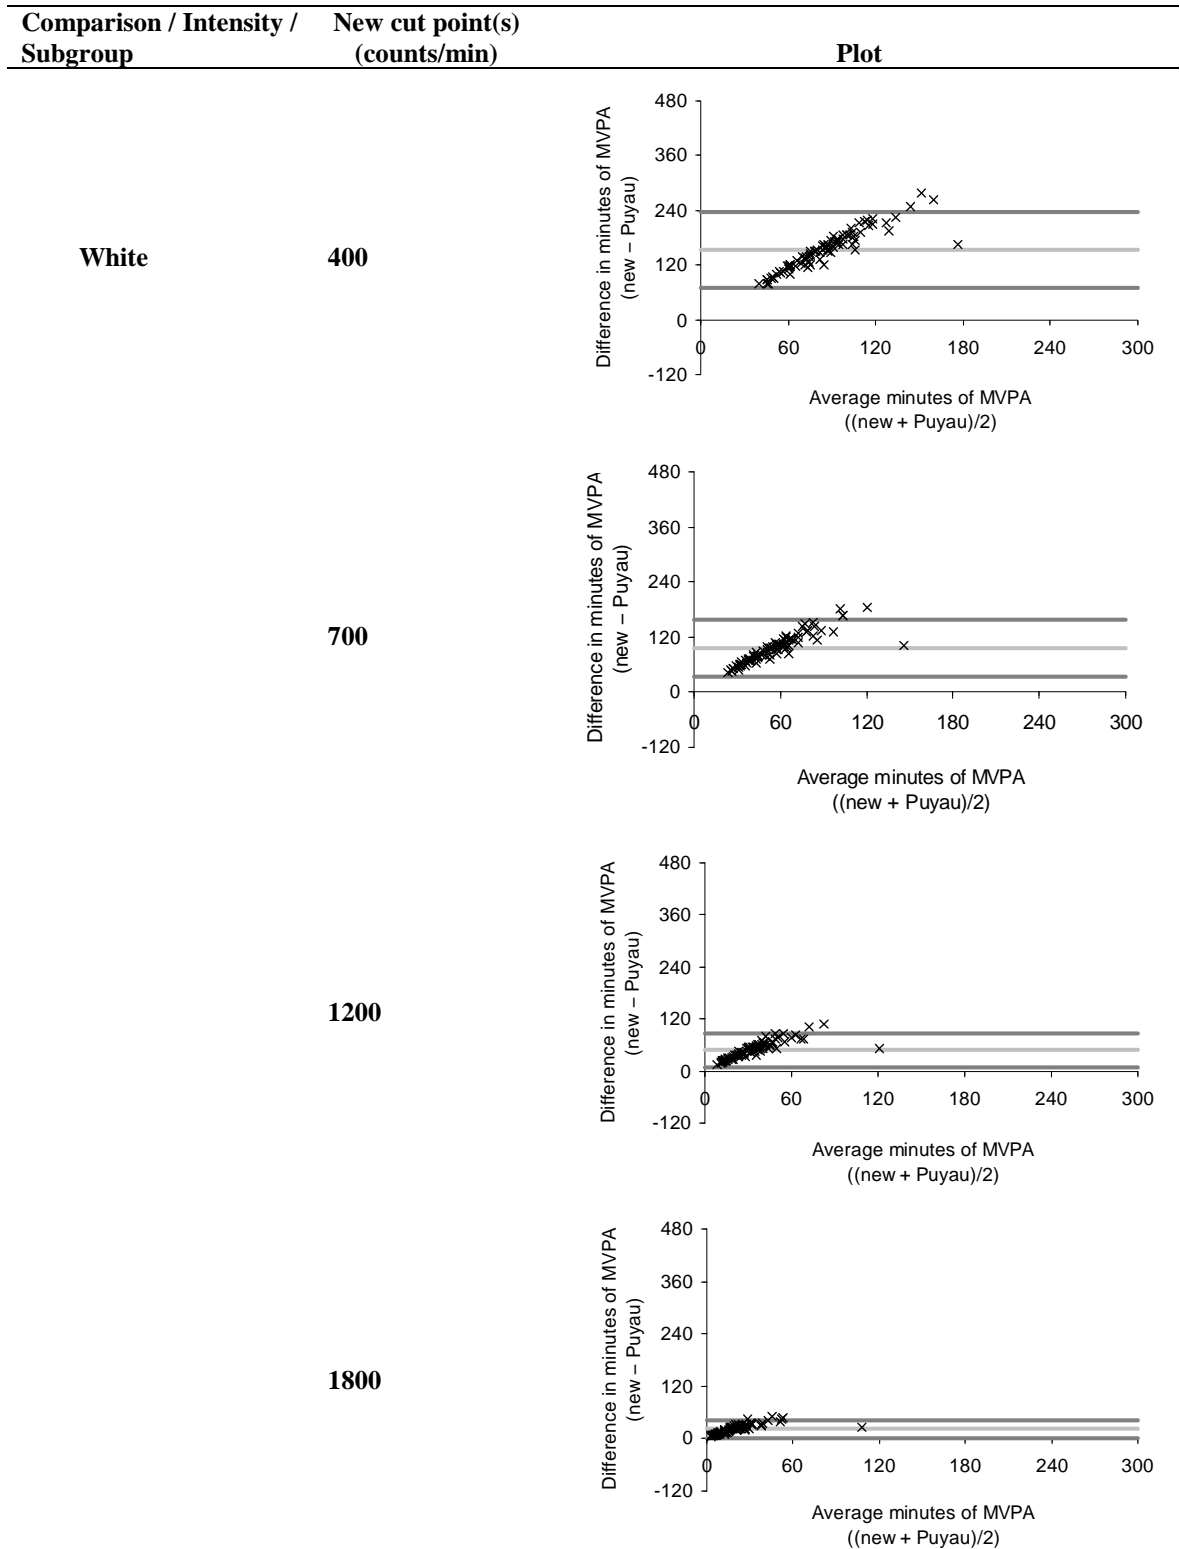 Comparison / Intensity / Subgroup
New cut point(s) (counts/min)
Plot
White
400
Difference in minutes of MVPA
(new – Puyau)
480
360
240
120
0
-120
0 60 120 180 240 300
Average minutes of MVPA
((new + Puyau)/2)
700
Difference in minutes of MVPA
(new – Puyau)
480
360
240
120
0
-120
0 60 120 180 240 300
Average minutes of MVPA
((new + Puyau)/2)
1200
Difference in minutes of MVPA
(new – Puyau)
480
360
240
120
0
-120
0 60 120 180 240 300
Average minutes of MVPA
((new + Puyau)/2)
1800
Difference in minutes of MVPA
(new – Puyau)
480
360
240
120
0
-120
0 60 120 180 240 300
Average minutes of MVPA
((new + Puyau)/2)